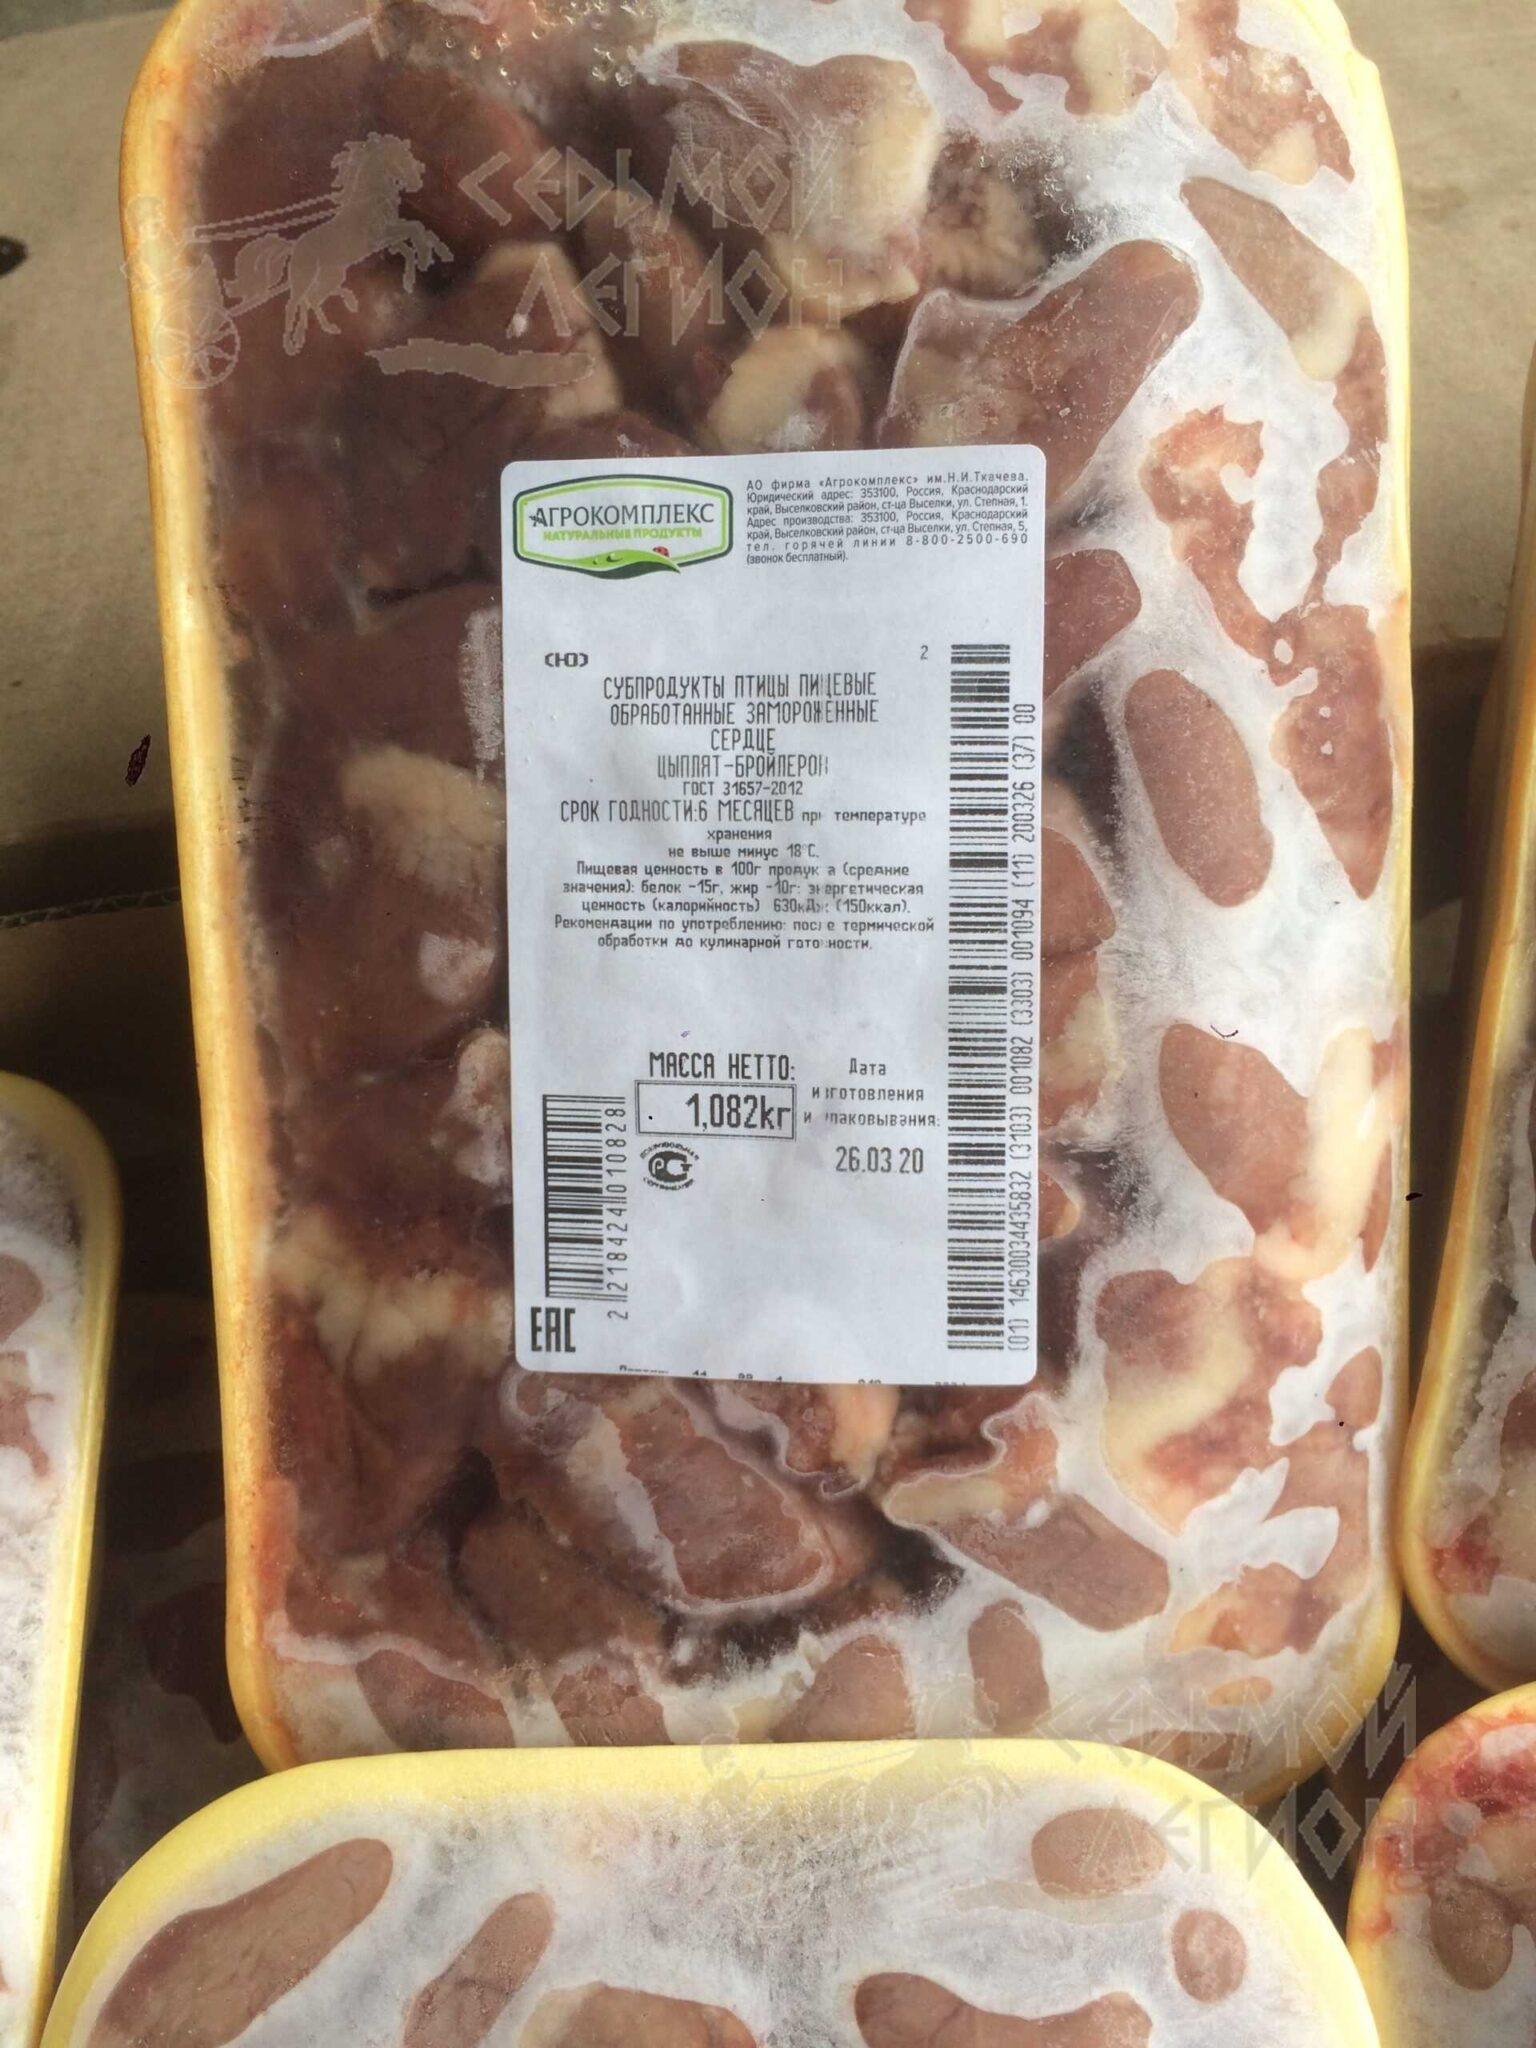 СЕДЬМОЙ
ЛЕГИОН
АГРОКОМПЛЕКС
НАТУРАЛЬНЫЕ ПРОДУКТЫ
АО фирма «Агрокомплекс» им.Н.И.Ткачева.
Юридический адрес: 353100, Россия, Краснодарский
край, Выселковский район, ст-ца Выселки, ул. Степная, 1.
Адрес производства: 353100, Россия, Краснодарский
край, Выселковский район, ст-ца Выселки, ул. Степная, 5,
тел. горячей линии 8-800-2500-690
(звонок бесплатный).
(Ю)
2
СУБПРОДУКТЫ ПТИЦЫ ПИЩЕВЫЕ
ОБРАБОТАННЫЕ ЗАМОРОЖЕННЫЕ
СЕРДЦЕ
ЦЫПЛЯТ-БРОЙЛЕРОВ
ГОСТ 31657-2012
СРОК ГОДНОСТИ:6 МЕСЯЦЕВ при температуре
хранения
не выше минус 18°С.
Пищевая ценность в 100г продукта (средние
значения): белок -15г, жир -10г: энергетическая
ценность (калорийность) 630кДж (150ккал).
Рекомендации по употреблению: после термической
обработки до кулинарной готовности.
МАССА НЕТТО:
1,082kг
Дата
изготовления
и упаковывания:
26.03.20
ДОБРОВОЛЬНАЯ
РСТ
СЕРТИФИКАЦИЯ
2 218424 010828
ЕАС
(01) 14630034435832 (3103) 001082 (3303) 001094 (11) 200326 (37) 00
СЕДЬМОЙ
ЛЕГИОН